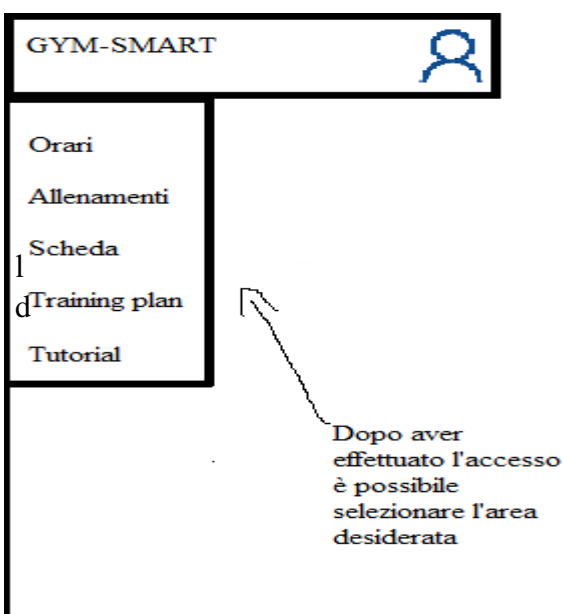 GYM-SMART
Orari
Allenamenti
Scheda
l
d
Training plan
Tutorial
Dopo aver
effettuato l'accesso
è possibile
selezionare l'area
desiderata